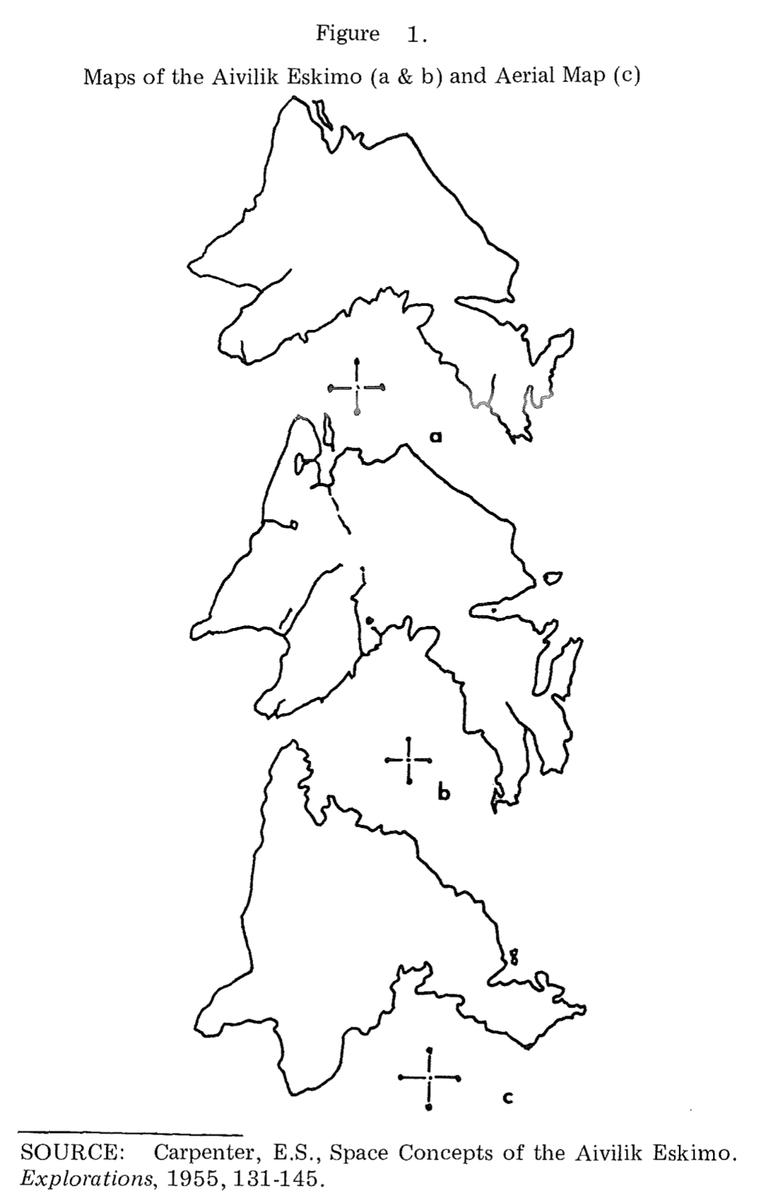 Figure 1.
Maps of the Aivilik Eskimo (a & b) and Aerial Map (c)
a
b
c
SOURCE: Carpenter, E.S., Space Concepts of the Aivilik Eskimo.
Explorations, 1955, 131-145.